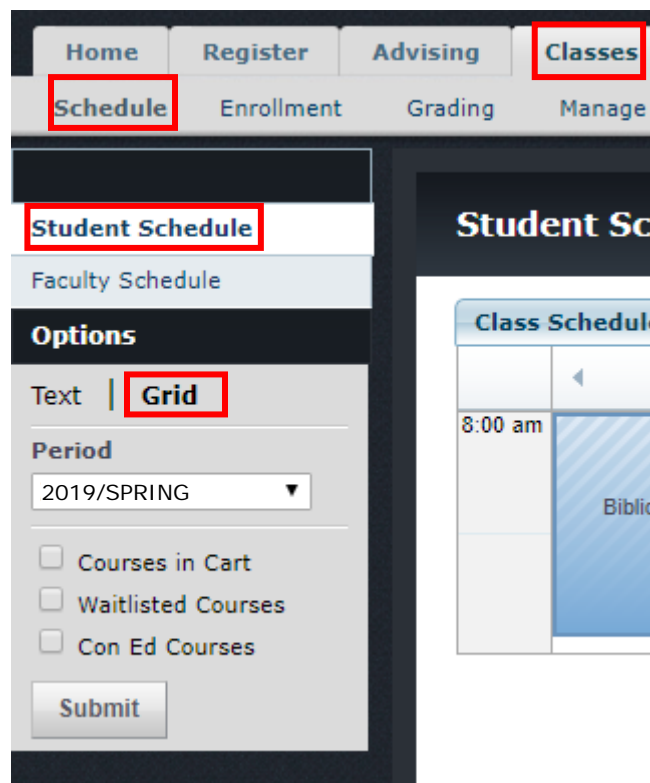 Home Register Advising Classes
Schedule Enrollment Grading Manage
Student Schedule
Faculty Schedule
Options
Text | Grid
Period
2019/SPRING
Courses in Cart
Waitlisted Courses
Con Ed Courses
Submit
Student Sc
Class Schedul
8:00 am
Biblic